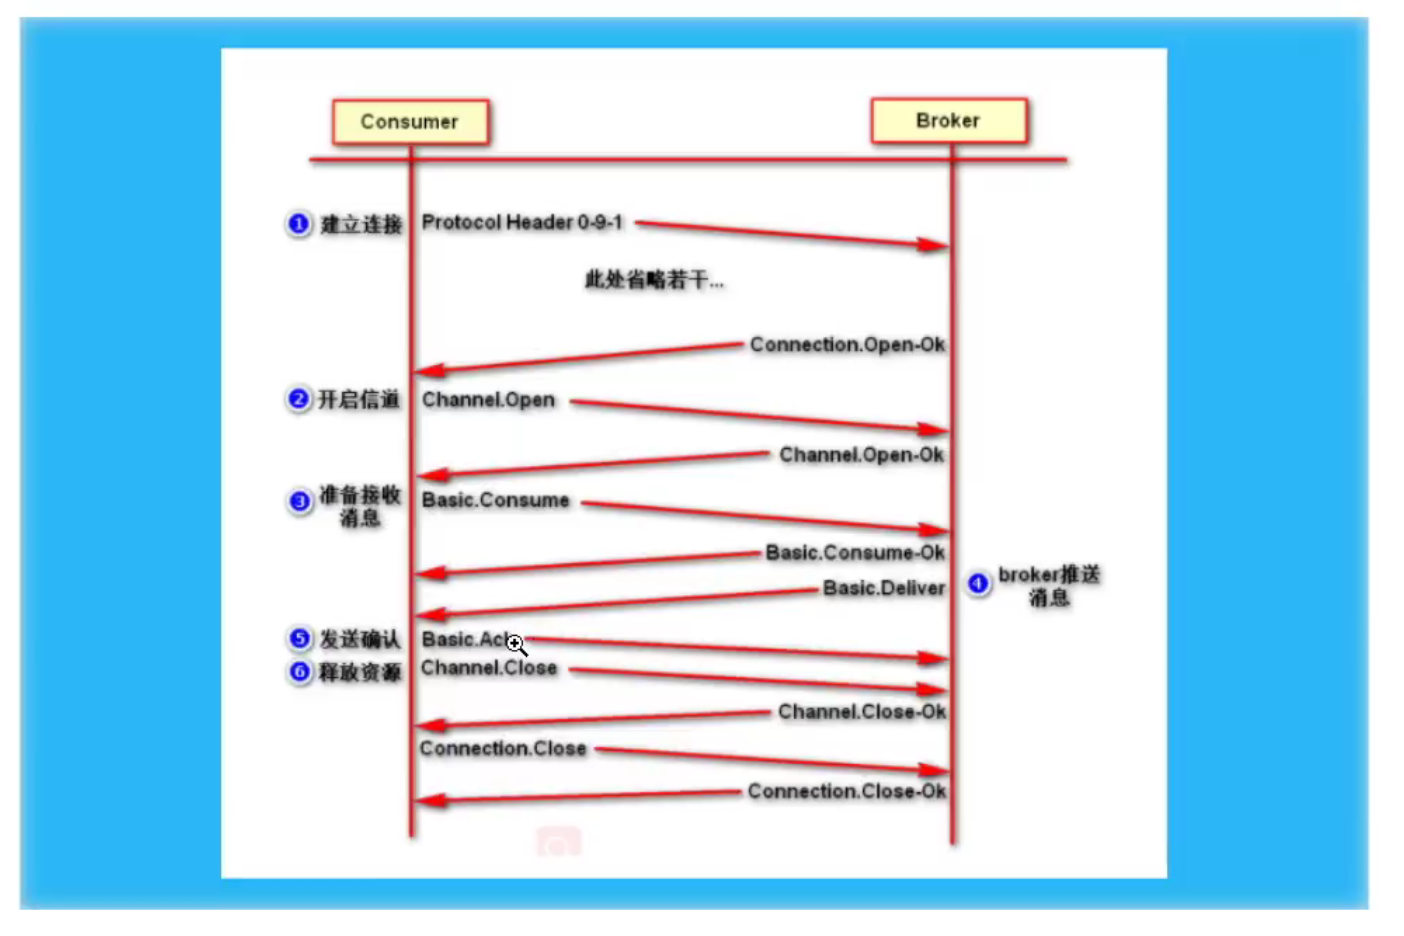 Consumer
Broker
1 建立连接 Protocol Header 0-9-1
此处省略若干...
Connection.Open-Ok
2 开启信道 Channel.Open
Channel.Open-Ok
3 准备接收
消息
Basic.Consume
Basic.Consume-Ok
Basic.Deliver
4 broker推送
消息
5 发送确认 Basic.Ack
6 释放资源 Channel.Close
Channel.Close-Ok
Connection.Close
Connection.Close-Ok